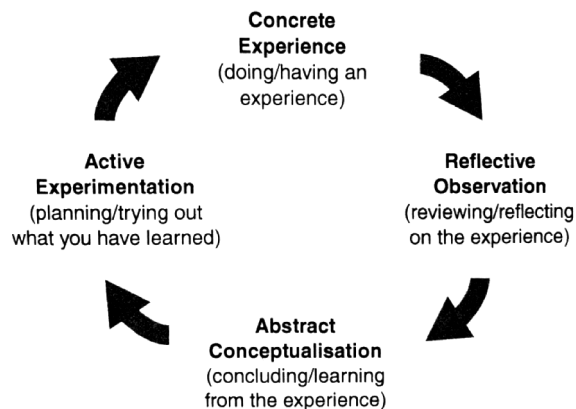 Concrete
Experience
(doing/having an
experience)
Reflective
Observation
(reviewing/reflecting
on the experience)
Abstract
Conceptualisation
(concluding/learning
from the experience)
Active
Experimentation
(planning/trying out
what you have learned)